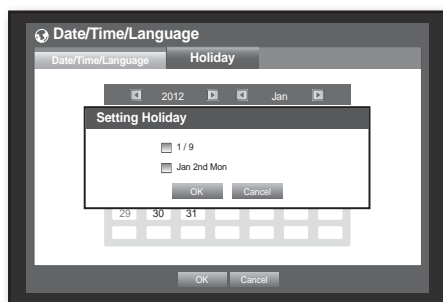 Date/Time/Language
Date/Time/Language Holiday
2012 Jan
Setting Holiday
1 / 9
Jan 2nd Mon
OK Cancel
29 30 31
OK Cancel